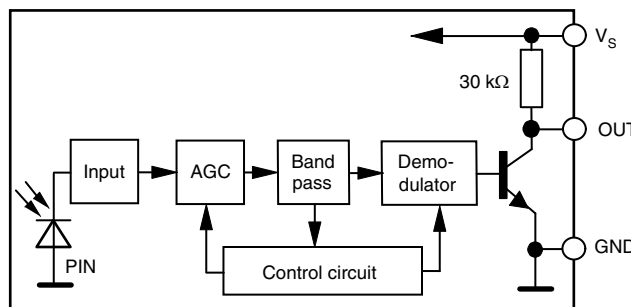 V_S
30 kΩ
OUT
Input
AGC
Band
pass
Demo-
dulator
GND
PIN
Control circuit